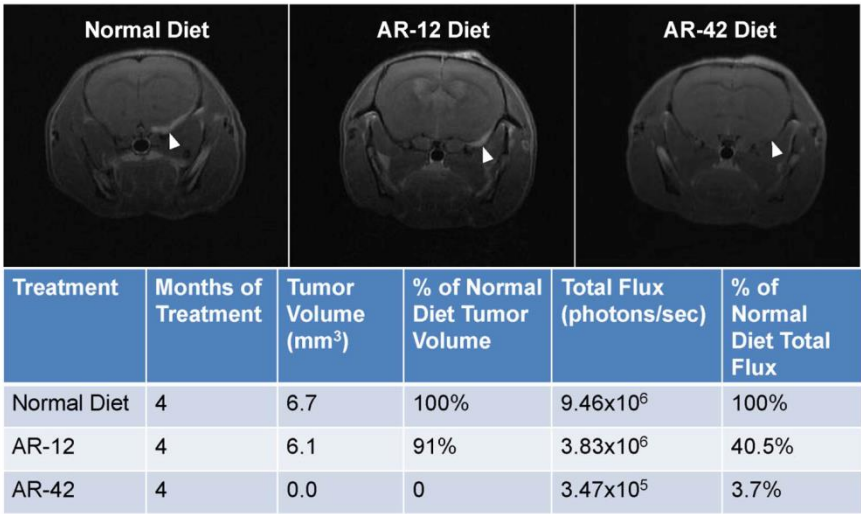 Normal Diet AR-12 Diet AR-42 Diet
Treatment Months of Treatment Tumor Volume (mm³) % of Normal Diet Tumor Volume Total Flux (photons/sec) % of Normal Diet Total Flux
Normal Diet 4 6.7 100% 9.46x10⁶ 100%
AR-12 4 6.1 91% 3.83x10⁶ 40.5%
AR-42 4 0.0 0 3.47x10⁵ 3.7%